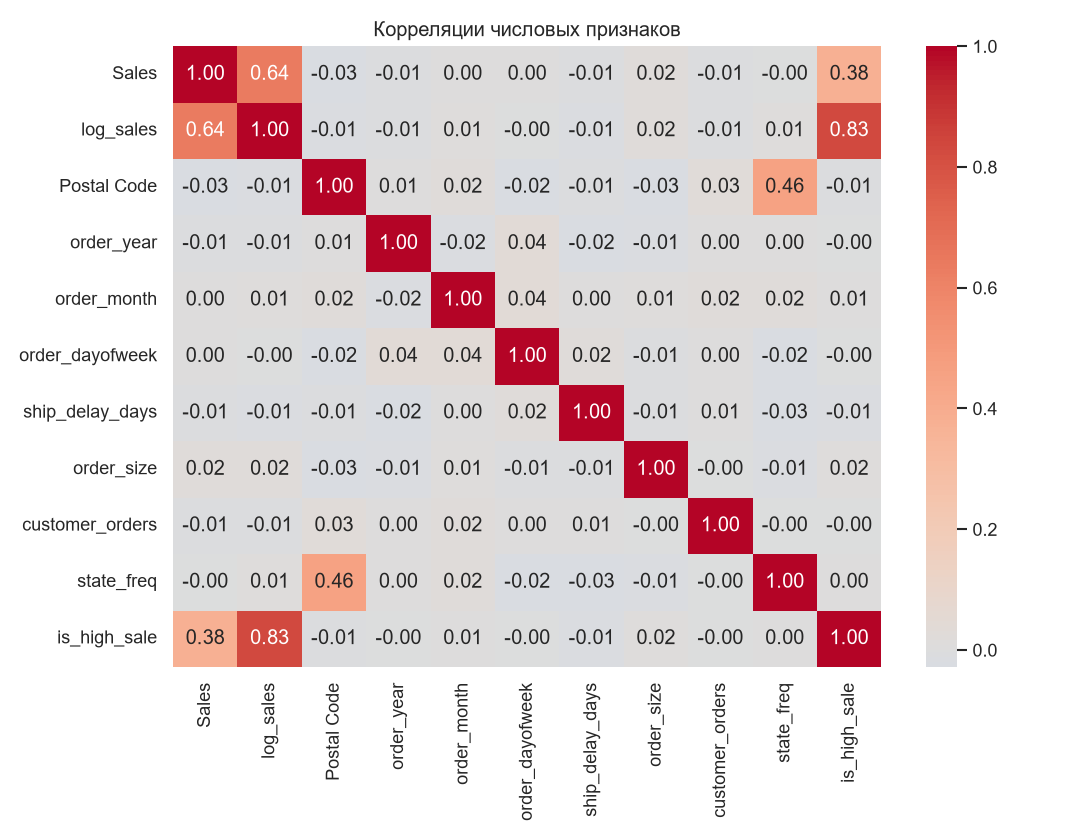 Корреляции числовых признаков
Sales 1.00 0.64 -0.03 -0.01 0.00 0.00 -0.01 0.02 -0.01 -0.00 0.38
log_sales 0.64 1.00 -0.01 -0.01 0.01 -0.00 -0.01 0.02 -0.01 0.01 0.83
Postal Code -0.03 -0.01 1.00 0.01 0.02 -0.02 -0.01 -0.03 0.03 0.46 -0.01
order_year -0.01 -0.01 0.01 1.00 -0.02 0.04 -0.02 -0.01 0.00 0.00 -0.00
order_month 0.00 0.01 0.02 -0.02 1.00 0.04 0.00 0.01 0.02 0.02 0.01
order_dayofweek 0.00 -0.00 -0.02 0.04 0.04 1.00 0.02 -0.01 0.00 -0.02 -0.00
ship_delay_days -0.01 -0.01 -0.01 -0.02 0.00 0.02 1.00 -0.01 0.01 -0.03 -0.01
order_size 0.02 0.02 -0.03 -0.01 0.01 -0.01 -0.01 1.00 -0.00 -0.01 0.02
customer_orders -0.01 -0.01 0.03 0.00 0.02 0.00 0.01 -0.00 1.00 -0.00 -0.00
state_freq -0.00 0.01 0.46 0.00 0.02 -0.02 -0.03 -0.01 -0.00 1.00 0.00
is_high_sale 0.38 0.83 -0.01 -0.00 0.01 -0.00 -0.01 0.02 -0.00 0.00 1.00
Sales
log_sales
Postal Code
order_year
order_month
order_dayofweek
ship_delay_days
order_size
customer_orders
state_freq
is_high_sale
1.0
0.8
0.6
0.4
0.2
0.0